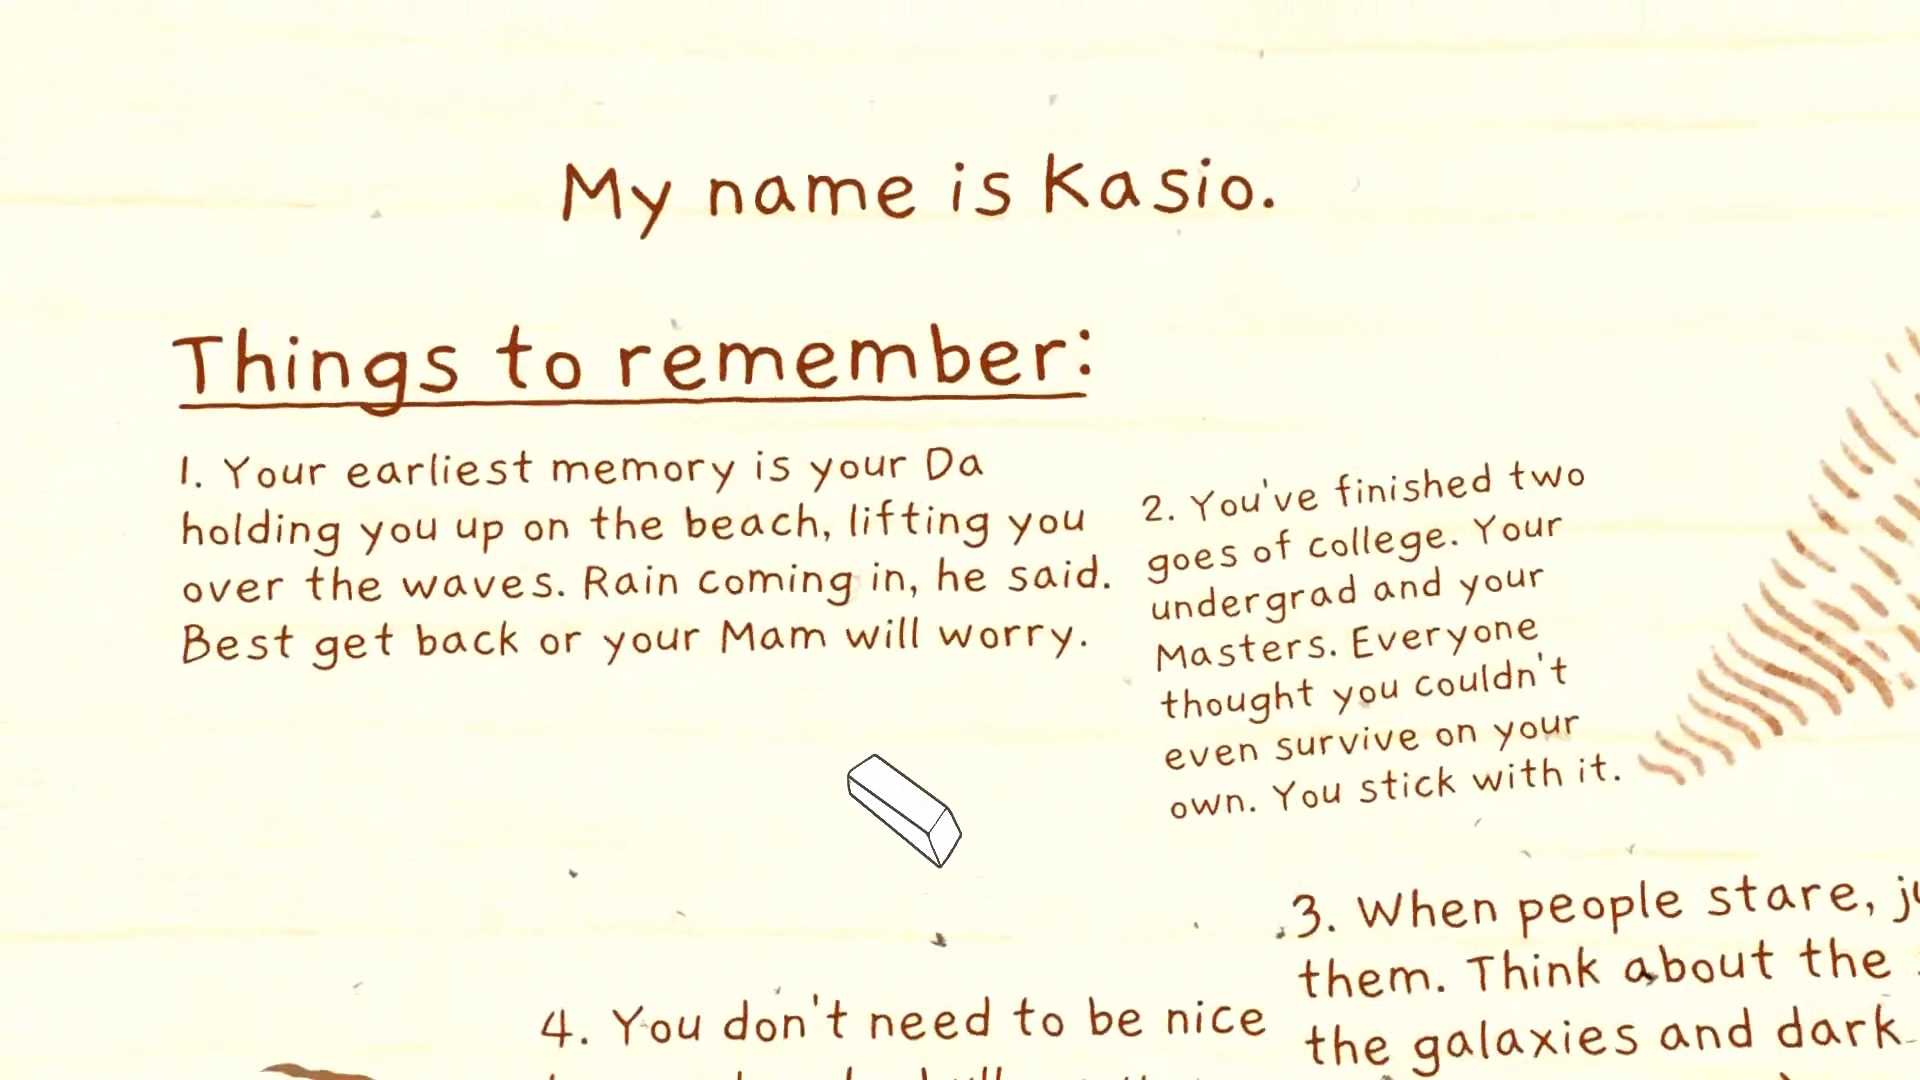 My name is Kasio.
Things to remember:
1. Your earliest memory is your Da
holding you up on the beach, lifting you
over the waves. Rain coming in, he said.
Best get back or your Mam will worry.
2. You've finished two
goes of college. Your
undergrad and your
Masters. Everyone
thought you couldn't
even survive on your
own. You stick with it.
3. When people stare,
them. Think about the
the galaxies and dark
4. You don't need to be nice